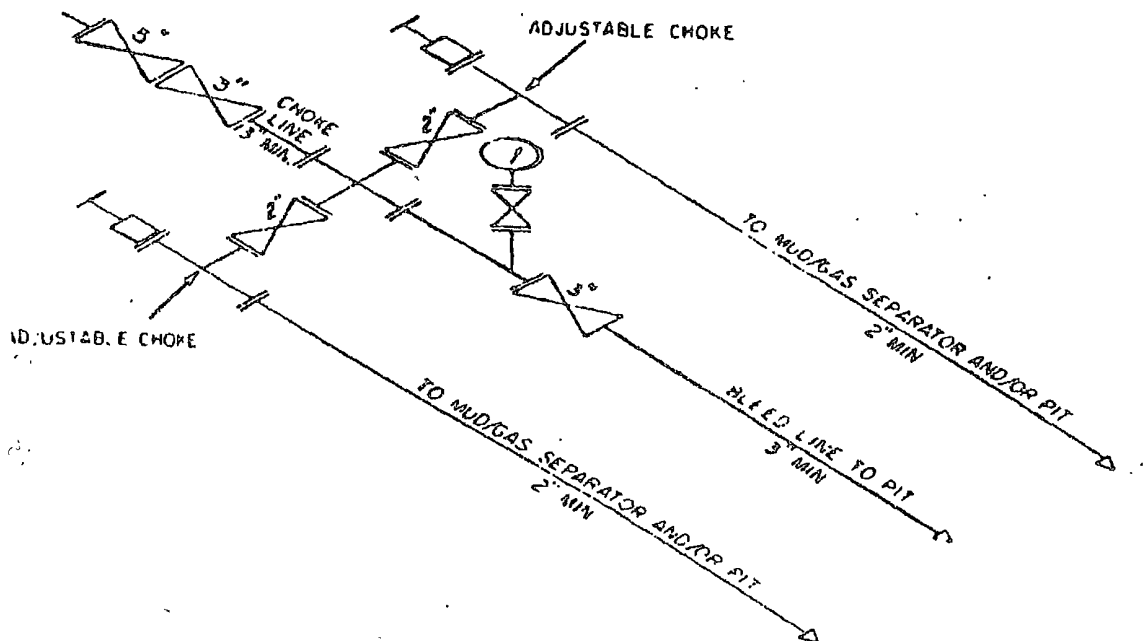 ADJUSTABLE CHOKE
3"
CHOKE
LINE
3" MIN.
2"
2"
3"
ADJUSTABLE CHOKE
TO MUD/GAS SEPARATOR AND/OR PIT
2" MIN
BLEED LINE TO PIT
3" MIN
TO MUD/GAS SEPARATOR AND/OR PIT
2" MIN